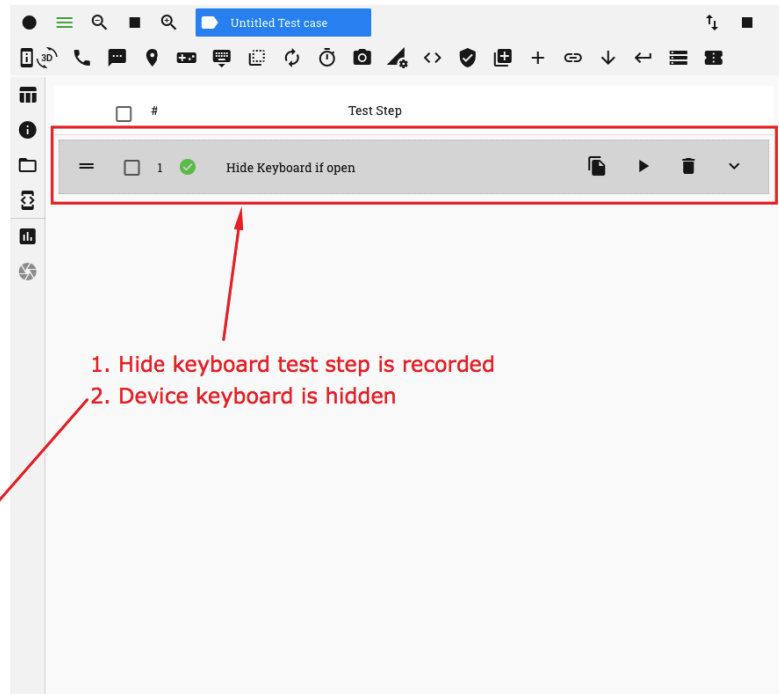 Untitled Test case
3D
# Test Step
1 Hide Keyboard if open
1. Hide keyboard test step is recorded
2. Device keyboard is hidden